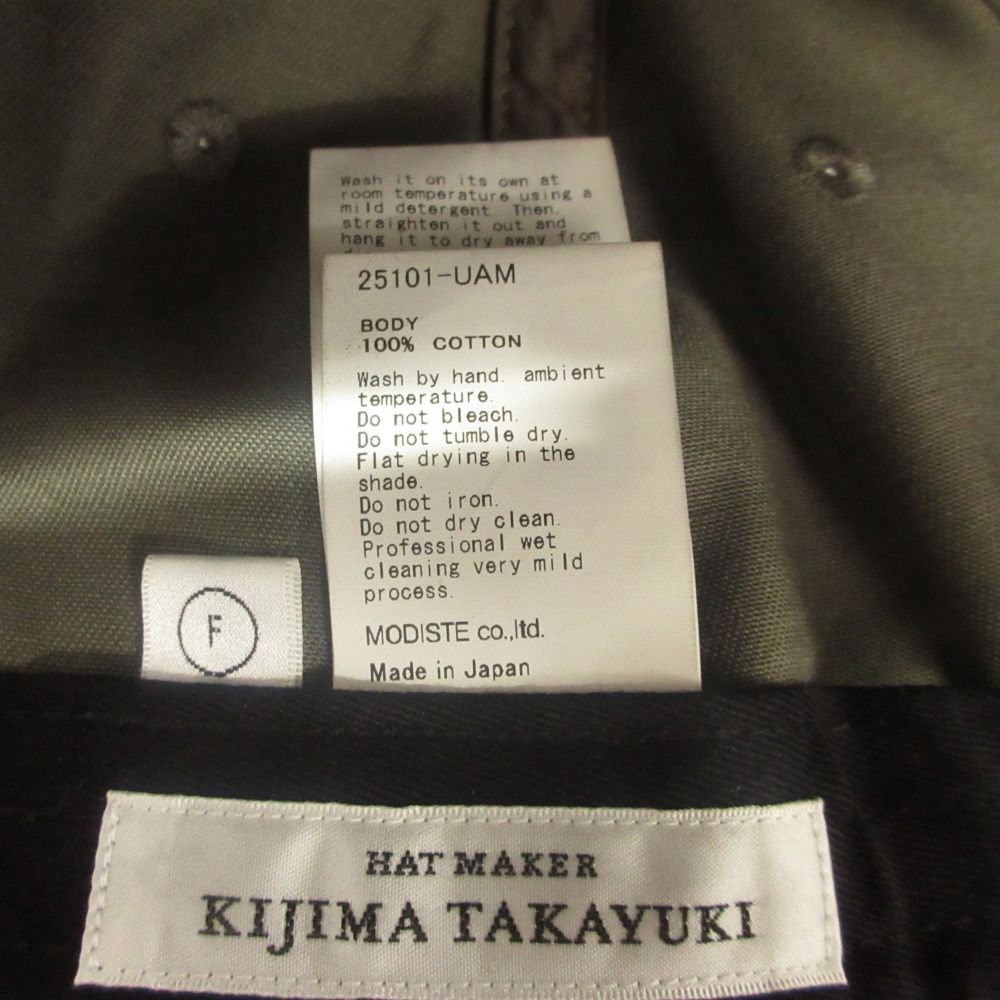 Wash it on its own at
room temperature using a
mild detergent. Then.
straighten it out and
hang it to dry away from
25101-UAM
BODY
100% COTTON
Wash by hand. ambient
temperature.
Do not bleach.
Do not tumble dry.
Flat drying in the
shade.
Do not iron.
Do not dry clean.
Professional wet
cleaning very mild
process.
MODISTE co.,ltd.
Made in Japan
F
HAT MAKER
KIJIMA TAKAYUKI